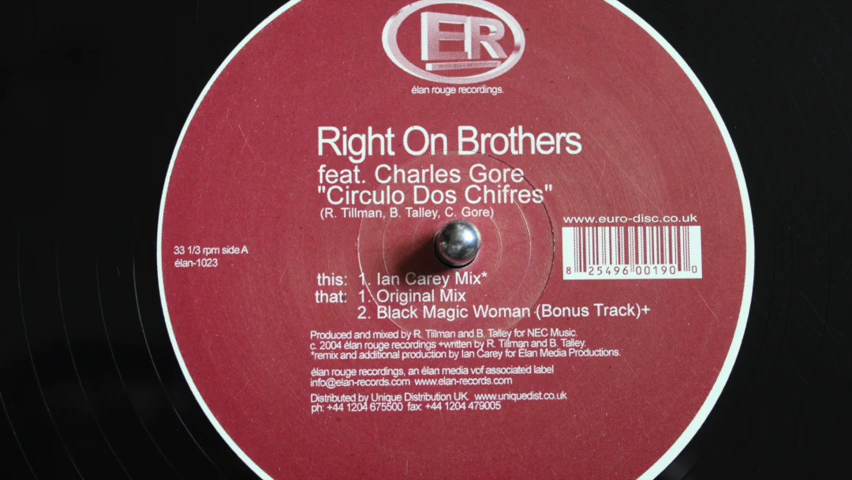 ER
élan rouge recordings.
Right On Brothers
feat. Charles Gore
"Circulo Dos Chifres"
(R. Tillman, B. Talley, C. Gore)
www.euro-disc.co.uk
8 25496 00190 0
33 1/3 rpm side A
élan-1023
this: 1. Ian Carey Mix*
that: 1. Original Mix
2. Black Magic Woman (Bonus Track)+
Produced and mixed by R. Tillman and B. Talley for NEC Music.
c. 2004 élan rouge recordings +written by R. Tillman and B. Talley.
*remix and additional production by Ian Carey for Élan Media Productions.
élan rouge recordings, an élan media vof associated label
info@elan-records.com www.elan-records.com
Distributed by Unique Distribution UK. www.uniquedist.co.uk
ph: +44 1204 675500 fax: +44 1204 479005